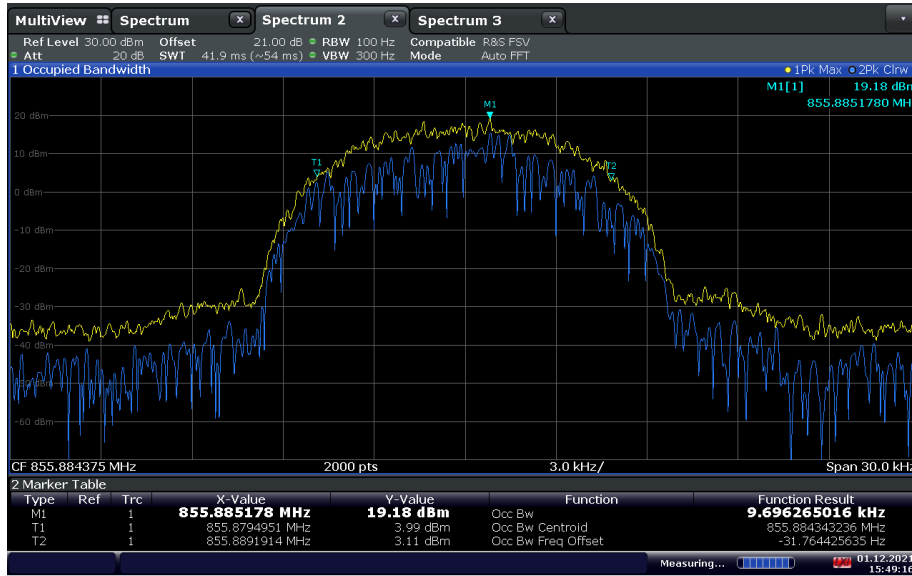 MultiView Spectrum X Spectrum 2 X Spectrum 3 X
Ref Level 30.00 dBm Offset 21.00 dB RBW 100 Hz Compatible R&S FSV
Att 20 dB SWT 41.9 ms (~54 ms) VBW 300 Hz Mode Auto FFT
1 Occupied Bandwidth 1Pk Max 2Pk Clrw
M1[1] 19.18 dBm
855.8851780 MH
M1
20 dBm
10 dBm
T1
T2
0 dBm
-10 dBm
-20 dBm
-30 dBm
-40 dBm
-60 dBm
CF 855.884375 MHz 2000 pts 3.0 kHz/ Span 30.0 kHz
2 Marker Table
Type Ref Trc X-Value Y-Value Function Function Result
M1 1 855.885178 MHz 19.18 dBm Occ Bw 9.696265016 kHz
T1 1 855.8794951 MHz 3.99 dBm Occ Bw Centroid 855.884343236 MHz
T2 1 855.8891914 MHz 3.11 dBm Occ Bw Freq Offset -31.764425635 Hz
Measuring... 01.12.2021
15:49:16